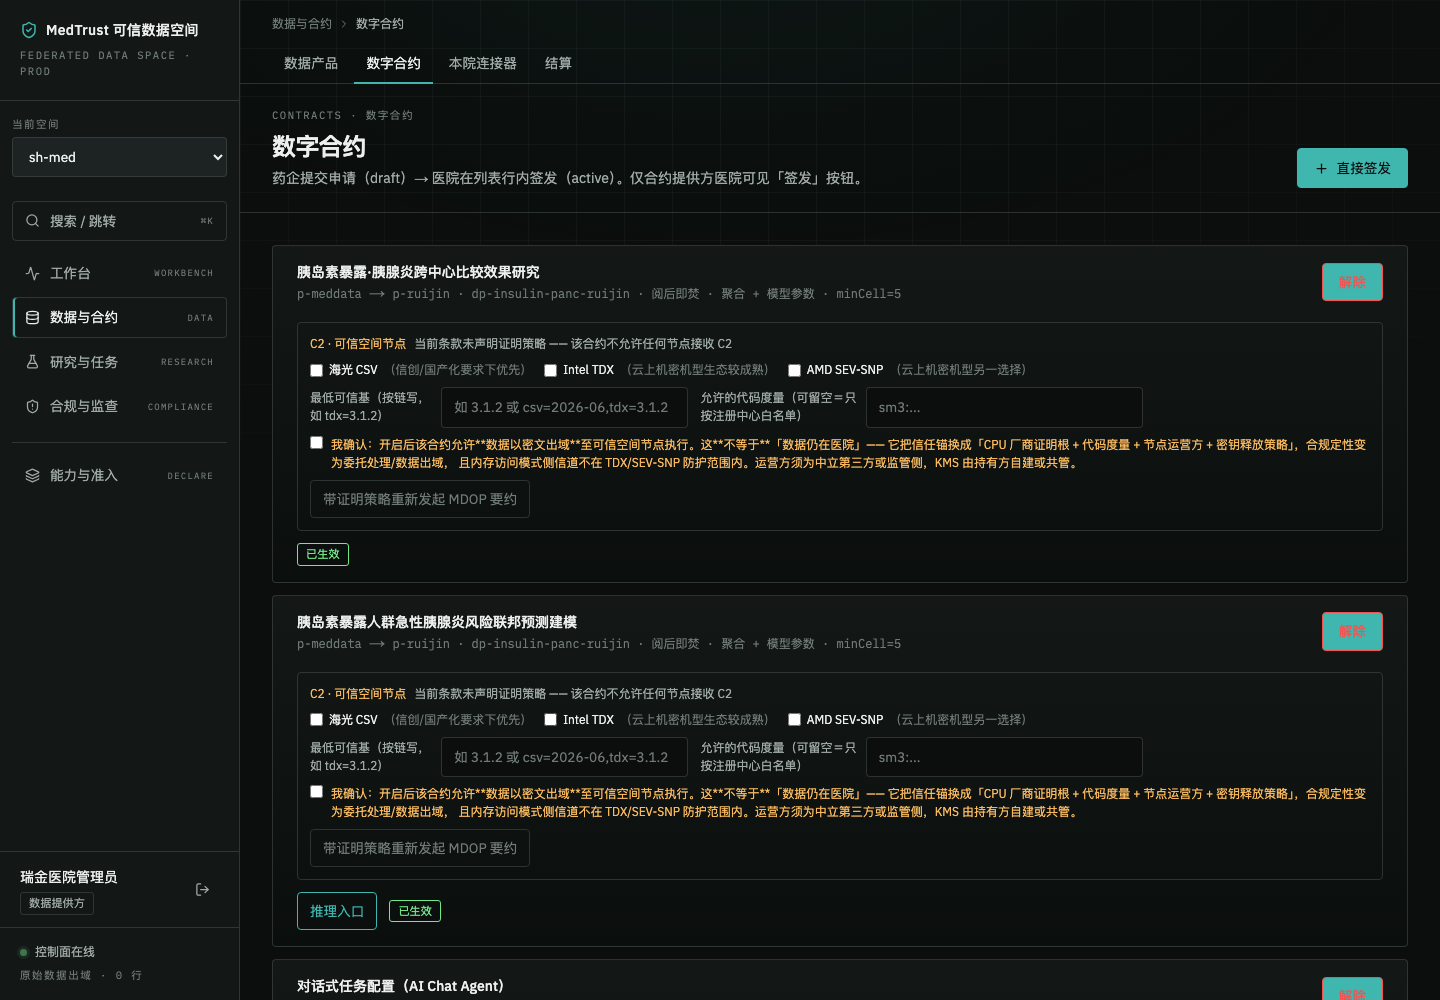 MedTrust 可信数据空间
FEDERATED DATA SPACE ·
PROD
当前空间
sh-med
搜索 / 跳转 ⌘K
工作台 WORKBENCH
数据与合约 DATA
研究与任务 RESEARCH
合规与监查 COMPLIANCE
能力与准入 DECLARE
瑞金医院管理员
数据提供方
控制面在线
原始数据出域 · 0 行
数据与合约 > 数字合约
数据产品 数字合约 本院连接器 结算
CONTRACTS · 数字合约
数字合约
药企提交申请（draft）→ 医院在列表行内签发（active）。仅合约提供方医院可见「签发」按钮。
+ 直接签发
胰岛素暴露·胰腺炎跨中心比较效果研究
p-meddata → p-ruijin · dp-insulin-panc-ruijin · 阅后即焚 · 聚合 + 模型参数 · minCell=5
解除
C2 · 可信空间节点 当前条款未声明证明策略 —— 该合约不允许任何节点接收 C2
海光 CSV （信创/国产化要求下优先） Intel TDX （云上机密机型生态较成熟） AMD SEV-SNP （云上机密机型另一选择）
最低可信基（按链写，
如 tdx=3.1.2）
如 3.1.2 或 csv=2026-06,tdx=3.1.2
允许的代码度量（可留空＝只
按注册中心白名单）
sm3:...
我确认：开启后该合约允许**数据以密文出域**至可信空间节点执行。这**不等于**「数据仍在医院」—— 它把信任锚换成「CPU 厂商证明根 + 代码度量 + 节点运营方 + 密钥释放策略」，合规定性变
为委托处理/数据出域， 且内存访问模式侧信道不在 TDX/SEV-SNP 防护范围内。运营方须为中立第三方或监管侧，KMS 由持有方自建或共管。
带证明策略重新发起 MDOP 要约
已生效
胰岛素暴露人群急性胰腺炎风险联邦预测建模
p-meddata → p-ruijin · dp-insulin-panc-ruijin · 阅后即焚 · 聚合 + 模型参数 · minCell=5
解除
C2 · 可信空间节点 当前条款未声明证明策略 —— 该合约不允许任何节点接收 C2
海光 CSV （信创/国产化要求下优先） Intel TDX （云上机密机型生态较成熟） AMD SEV-SNP （云上机密机型另一选择）
最低可信基（按链写，
如 tdx=3.1.2）
如 3.1.2 或 csv=2026-06,tdx=3.1.2
允许的代码度量（可留空＝只
按注册中心白名单）
sm3:...
我确认：开启后该合约允许**数据以密文出域**至可信空间节点执行。这**不等于**「数据仍在医院」—— 它把信任锚换成「CPU 厂商证明根 + 代码度量 + 节点运营方 + 密钥释放策略」，合规定性变
为委托处理/数据出域， 且内存访问模式侧信道不在 TDX/SEV-SNP 防护范围内。运营方须为中立第三方或监管侧，KMS 由持有方自建或共管。
带证明策略重新发起 MDOP 要约
推理入口 已生效
对话式任务配置（AI Chat Agent）
解除